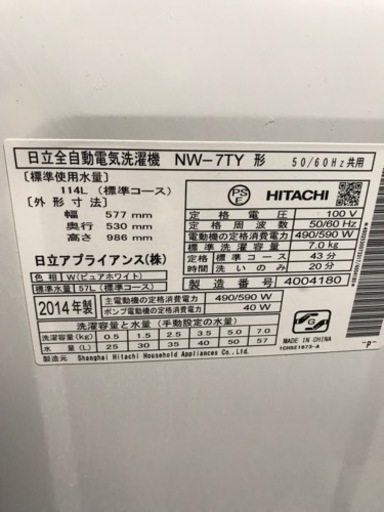 日立全自動電気洗濯機 NW-7TY 形 50/60Hz共用
[標準使用水量]
114L (標準コース)
[外形寸法]
幅 577 mm
奥行 530 mm
高さ 986 mm
日立アプライアンス(株)
PS E HITACHI
定格電圧 100 V
定格周波数 50/60 Hz
電動機の定格消費電力 490/590 W
標準洗濯容量 7.0 kg
定格時間 標準コース 43 分
洗いのみ 20 分
製造番号 4004180
色相 W(ピュアホワイト)
標準水量 57L (標準コース)
2014年製
主電動機の定格消費電力 490/590 W
ポンプ電動機の定格消費電力 40 W
洗濯容量と水量 (手動設定の水量)
洗濯容量(kg) 0.5 1.5 2.5 3.5 5.0 7.0
水量(L) 25 30 35 40 50 57
製造元 Shanghai Hitachi Household Appliances Co.,Ltd.
G
-P-